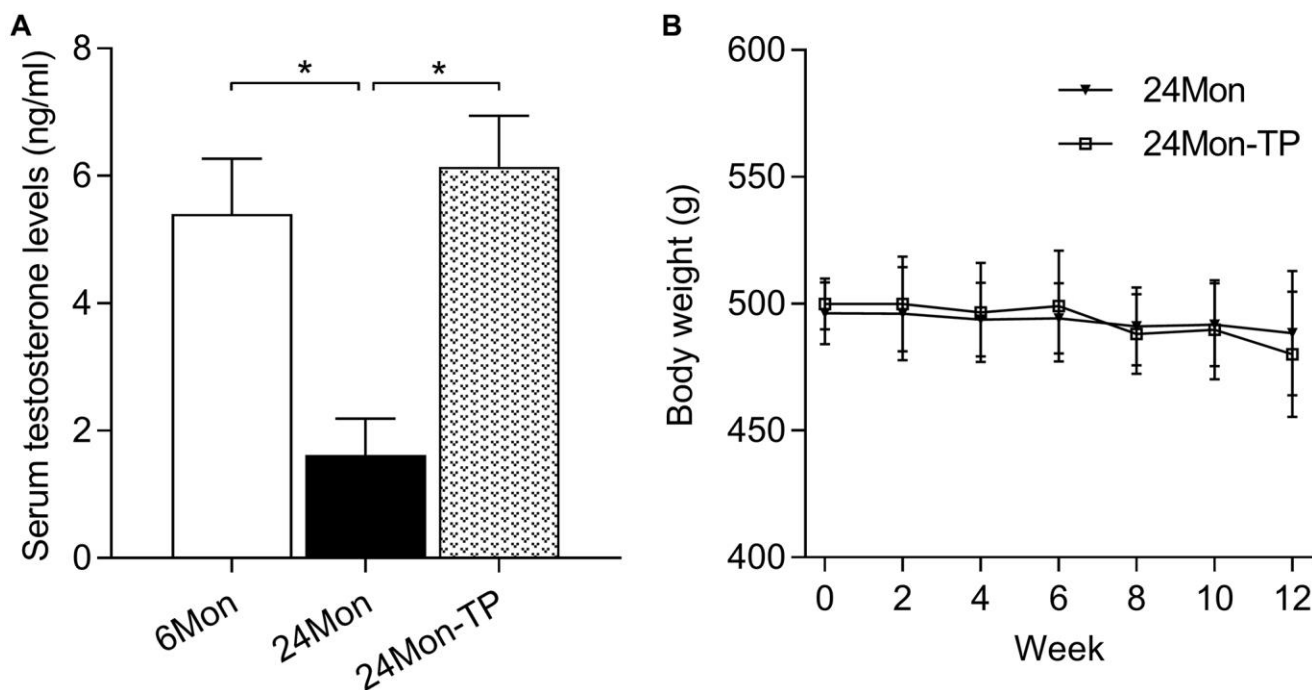 A
Serum testosterone levels (ng/ml)
8
6
4
2
0
*
*
6Mon
24Mon
24Mon-TP
B
Body weight (g)
600
550
500
450
400
24Mon
24Mon-TP
0 2 4 6 8 10 12
Week